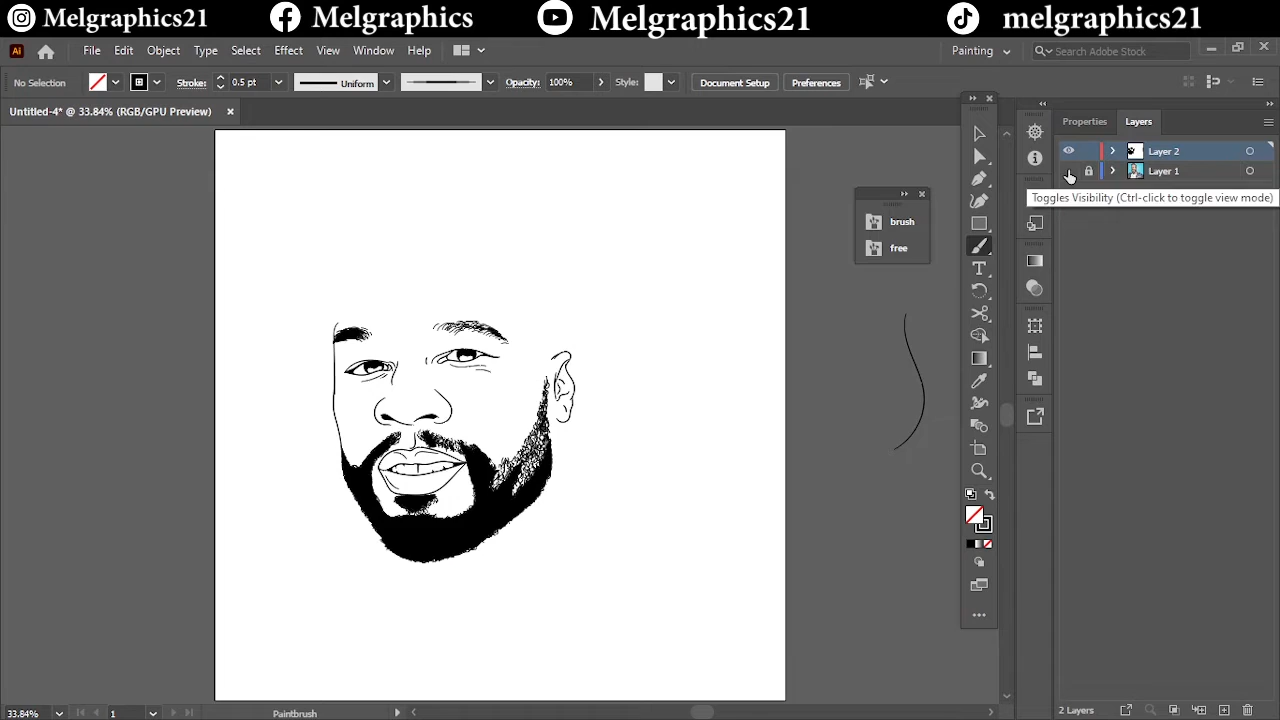 Melgraphics21 Melgraphics Melgraphics21 melgraphics21
Ai File Edit Object Type Select Effect View Window Help Painting Search Adobe Stock
No Selection Stroke: 0.5 pt Uniform Opacity: 100% Style: Document Setup Preferences
Untitled-4* @ 33.84% (RGB/GPU Preview)
Properties Layers
Layer 2
Layer 1
Toggles Visibility (Ctrl-click to toggle view mode)
brush
free
33.84% 1 Paintbrush 2 Layers